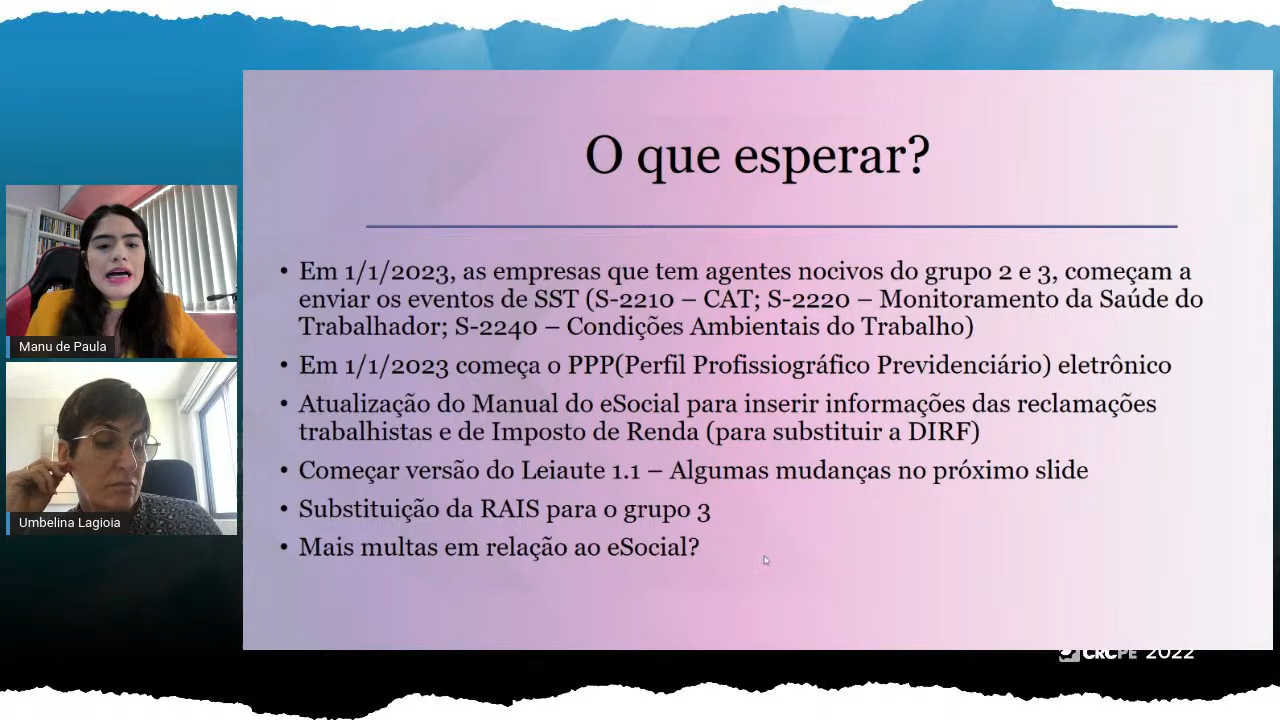 O que esperar?
• Em 1/1/2023, as empresas que tem agentes nocivos do grupo 2 e 3, começam a
enviar os eventos de SST (S-2210 – CAT; S-2220 – Monitoramento da Saúde do
Trabalhador; S-2240 – Condições Ambientais do Trabalho)
• Em 1/1/2023 começa o PPP(Perfil Profissiográfico Previdenciário) eletrônico
• Atualização do Manual do eSocial para inserir informações das reclamações
trabalhistas e de Imposto de Renda (para substituir a DIRF)
• Começar versão do Leiaute 1.1 – Algumas mudanças no próximo slide
• Substituição da RAIS para o grupo 3
• Mais multas em relação ao eSocial?
Manu de Paula
Umbelina Lagioia
CRCPE 2022